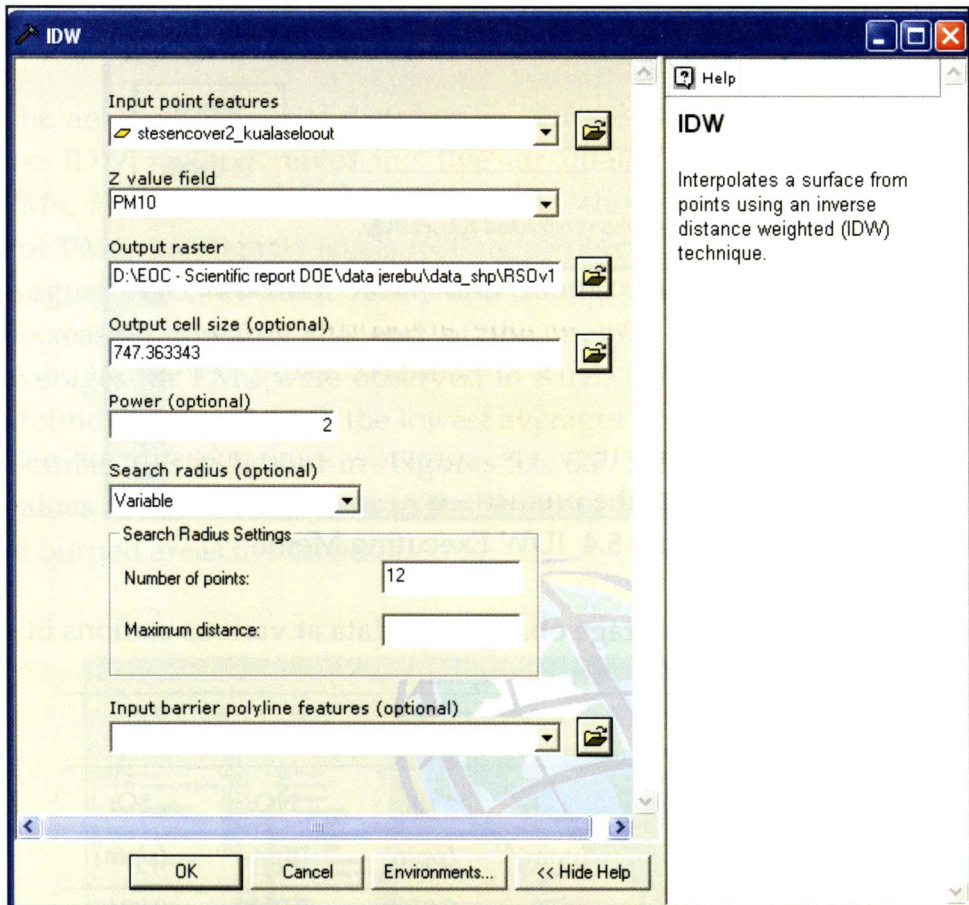 IDW
Input point features
stesencover2_kualaselooout
Z value field
PM10
Output raster
D:\EOC - Scientific report DOE\data jerebu\data_shp\RSOv1
Output cell size (optional)
747.363343
Power (optional)
2
Search radius (optional)
Variable
Search Radius Settings
Number of points:
12
Maximum distance:
Input barrier polyline features (optional)
OK
Cancel
Environments...
<< Hide Help
Help
IDW
Interpolates a surface from
points using an inverse
distance weighted (IDW)
technique.